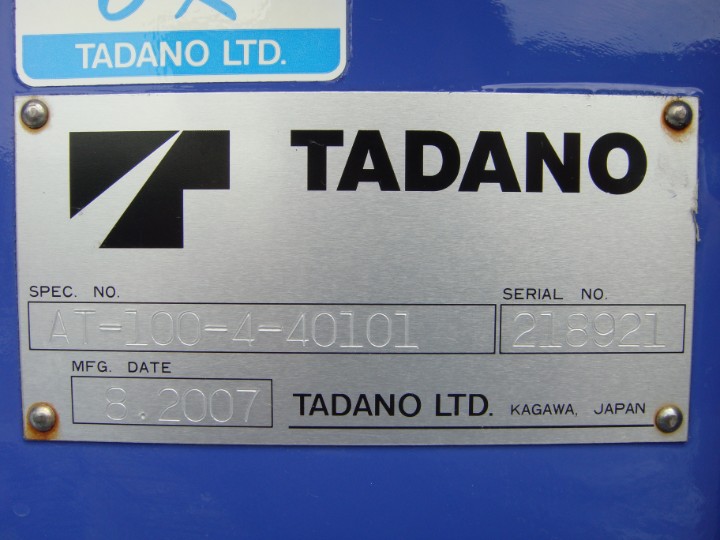 TADANO LTD.
TADANO
SPEC. NO. SERIAL NO.
AT-100-4-40101 218921
MFG. DATE
8.2007 TADANO LTD. KAGAWA, JAPAN